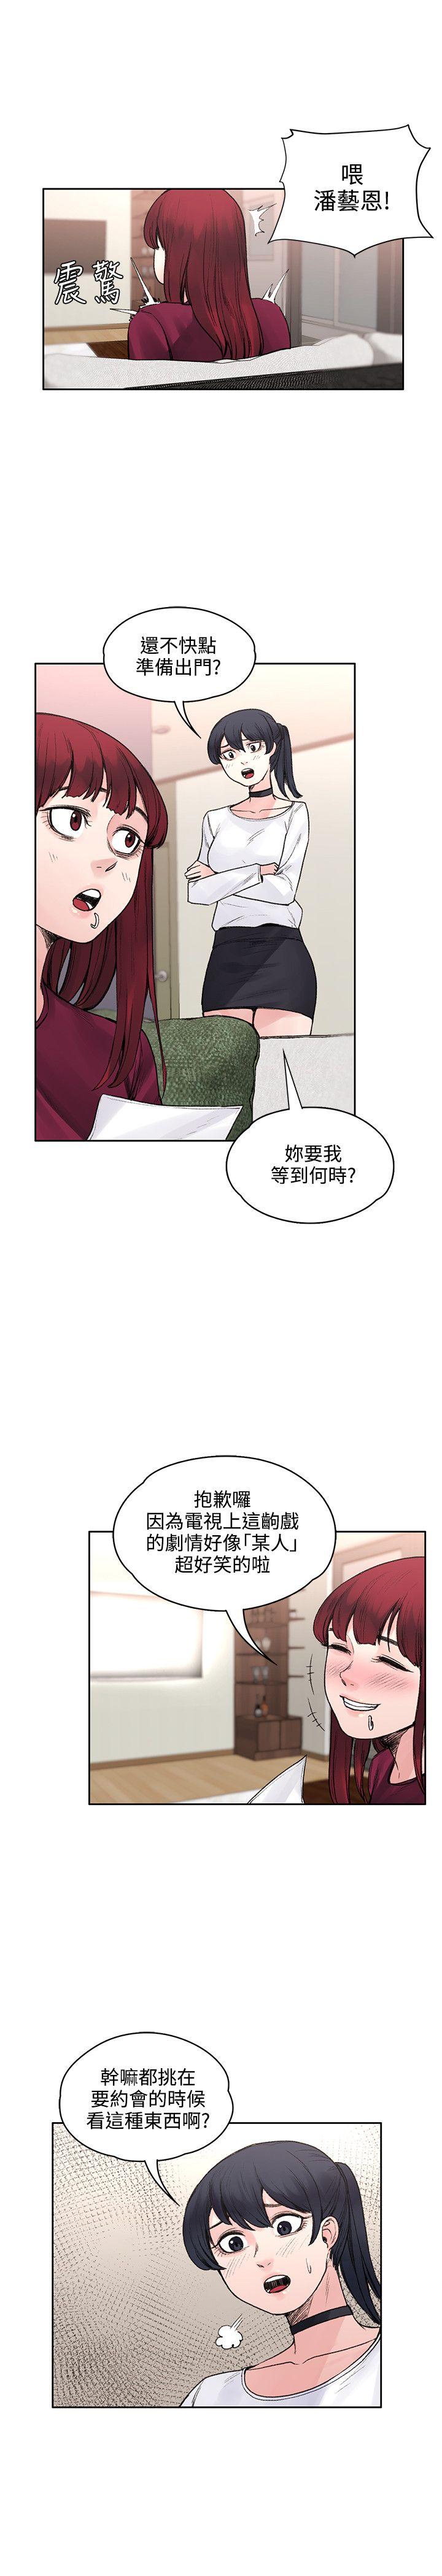 喂
潘藝恩!
震驚
還不快點
準備出門?
妳要我
等到何時?
抱歉囉
因為電視上這齣戲
的劇情好像「某人」
超好笑的啦
幹嘛都挑在
要約會的時候
看這種東西啊?